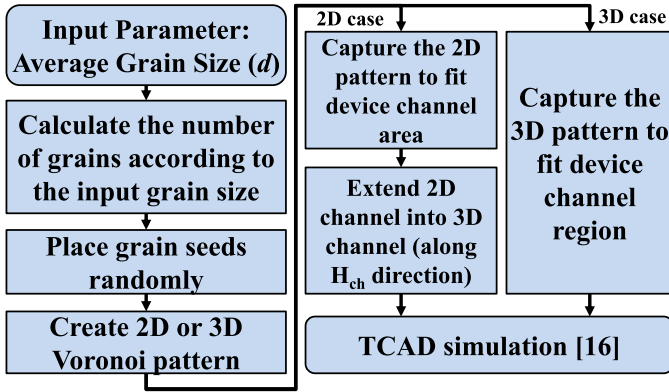 Input Parameter:
Average Grain Size (d)
Calculate the number
of grains according to
the input grain size
Place grain seeds
randomly
Create 2D or 3D
Voronoi pattern
2D case
Capture the 2D
pattern to fit
device channel
area
Extend 2D
channel into 3D
channel (along
Hch direction)
3D case
Capture the
3D pattern to
fit device
channel
region
TCAD simulation [16]